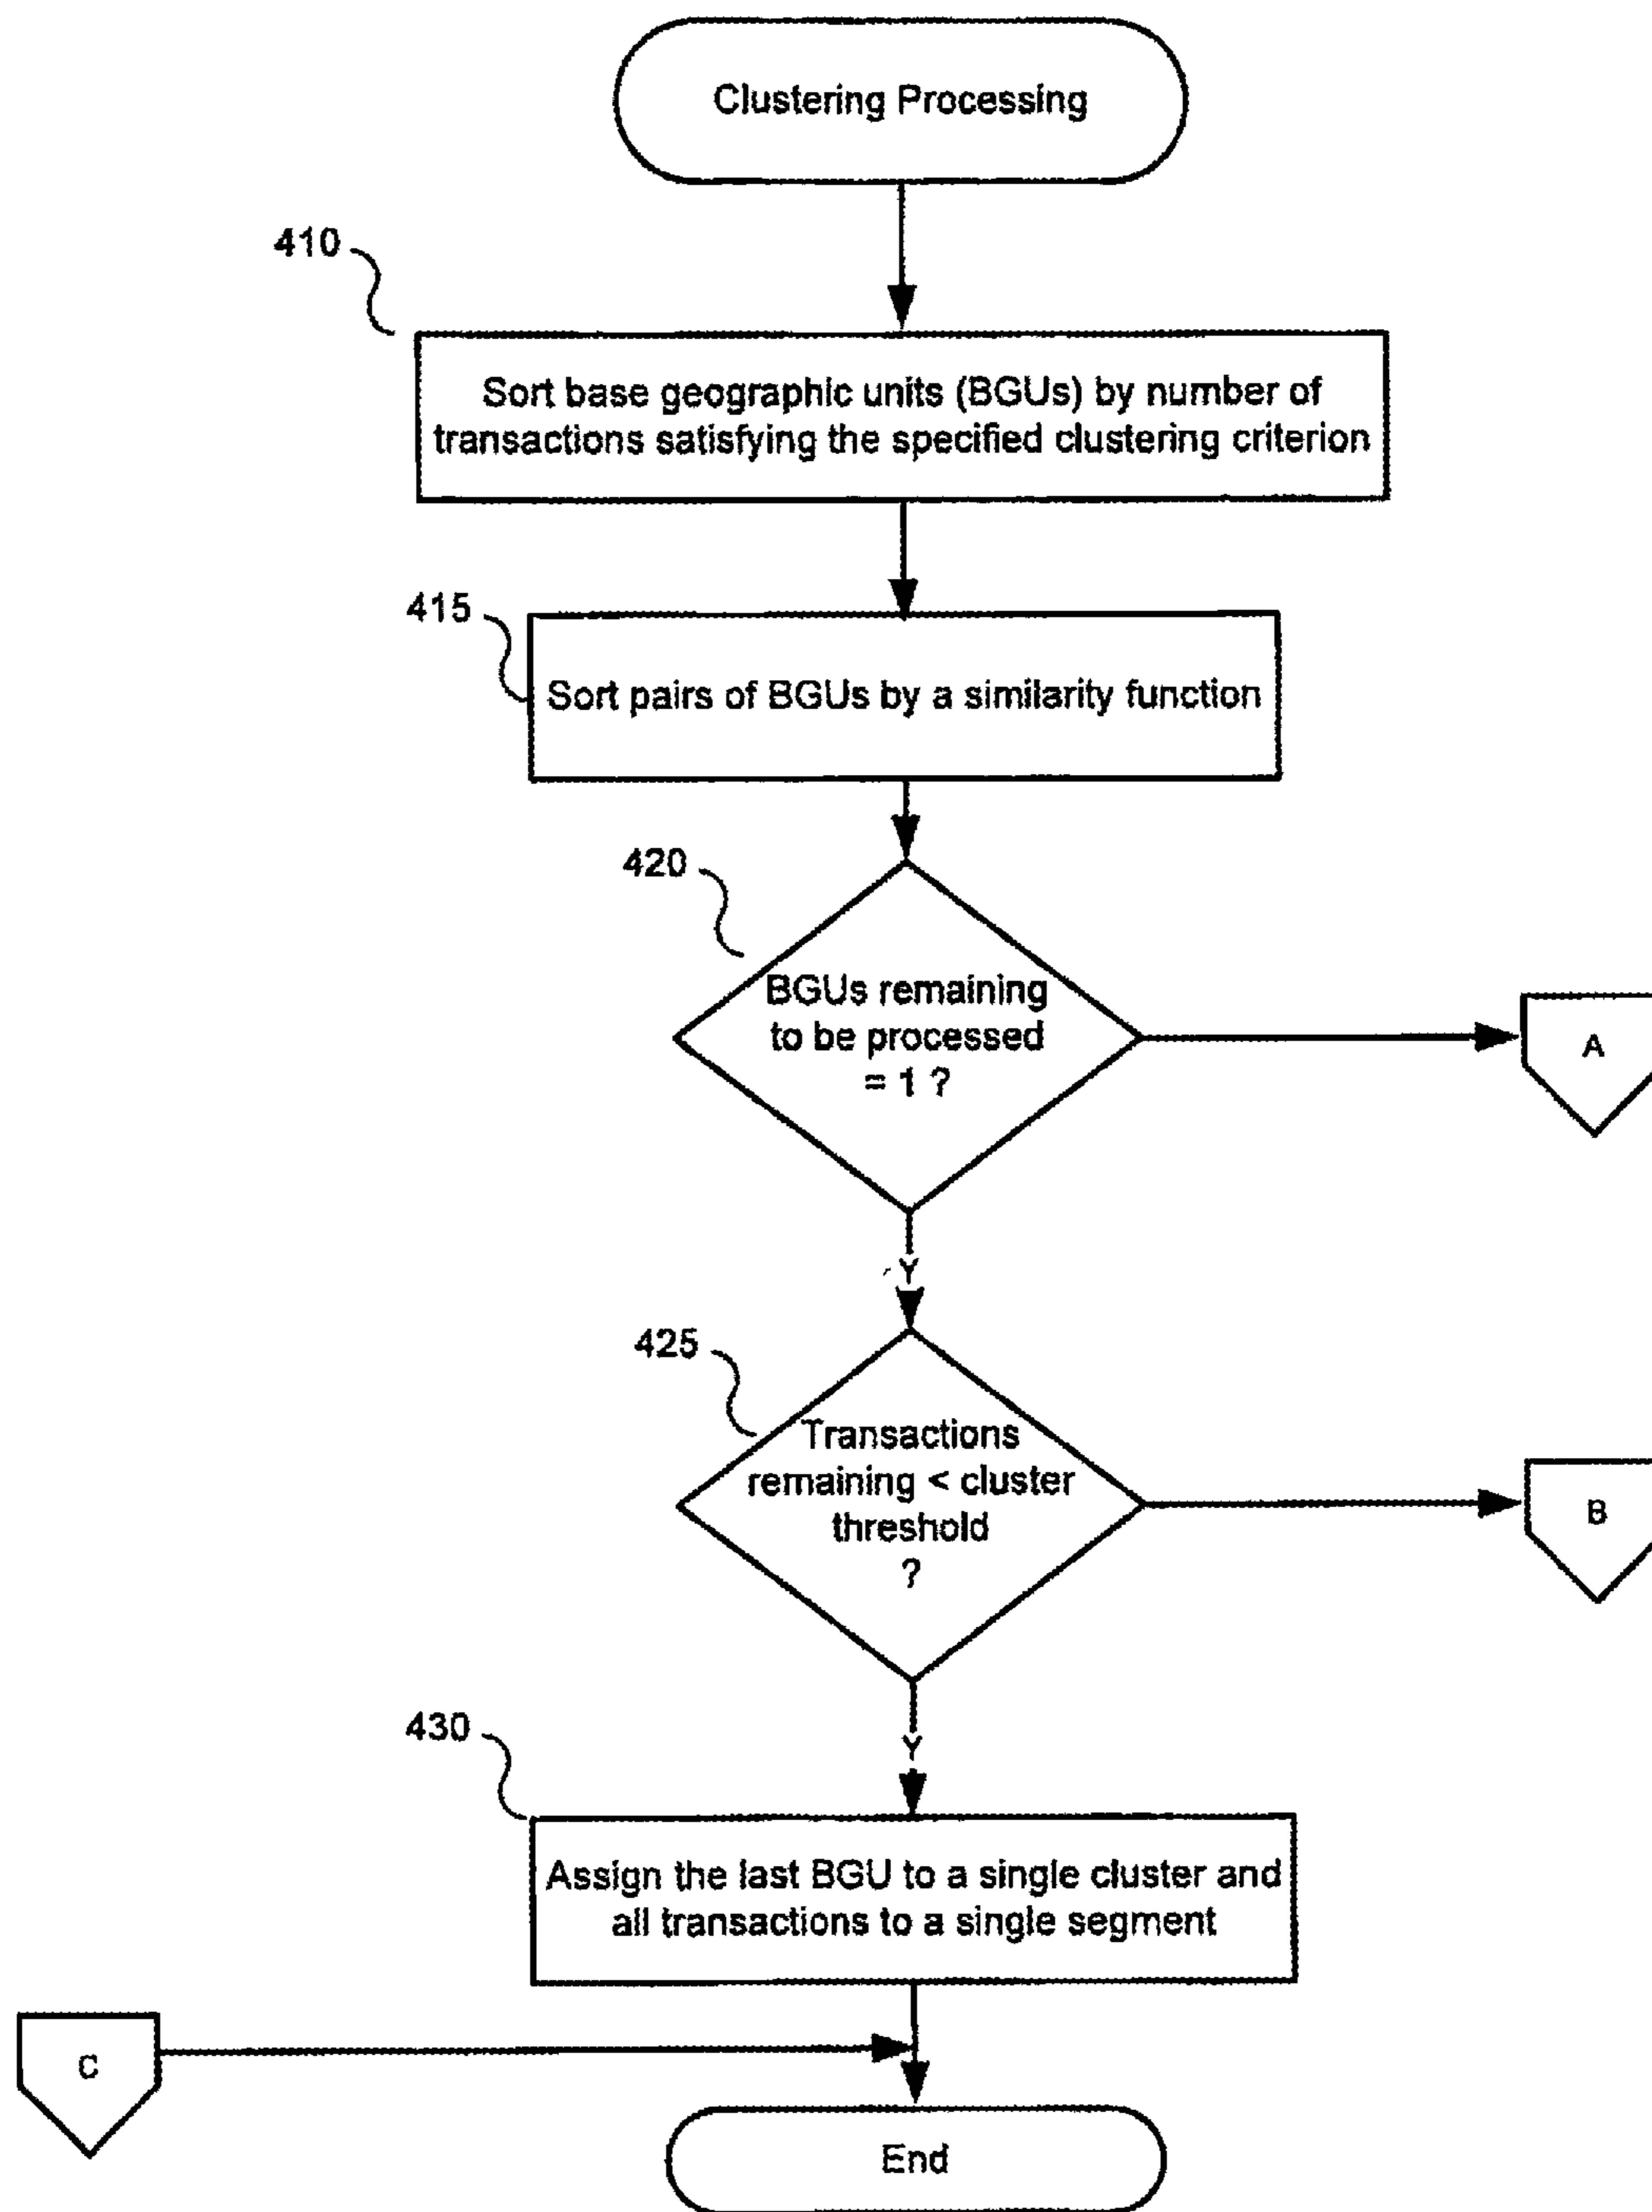 Clustering Processing
410
Sort base geographic units (BGUs) by number of
transactions satisfying the specified clustering criterion
415
Sort pairs of BGUs by a similarity function
420
BGUs remaining
to be processed
= 1 ?
A
Y
425
Transactions
remaining < cluster
threshold
?
B
Y
430
Assign the last BGU to a single cluster and
all transactions to a single segment
C
End